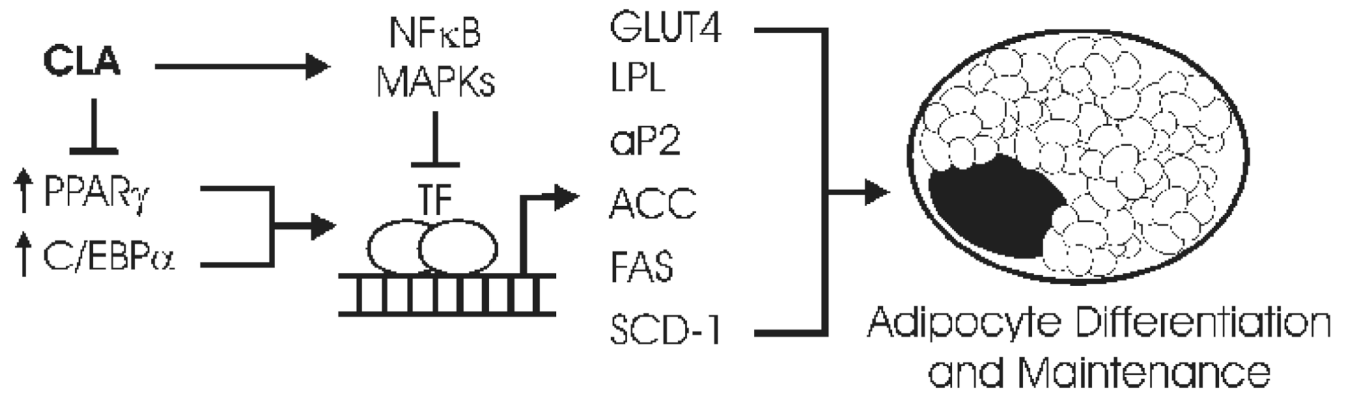 CLA
NFκB
MAPKs
↑ PPARγ
↑ C/EBPα
TF
GLUT4
LPL
aP2
ACC
FAS
SCD-1
Adipocyte Differentiation
and Maintenance